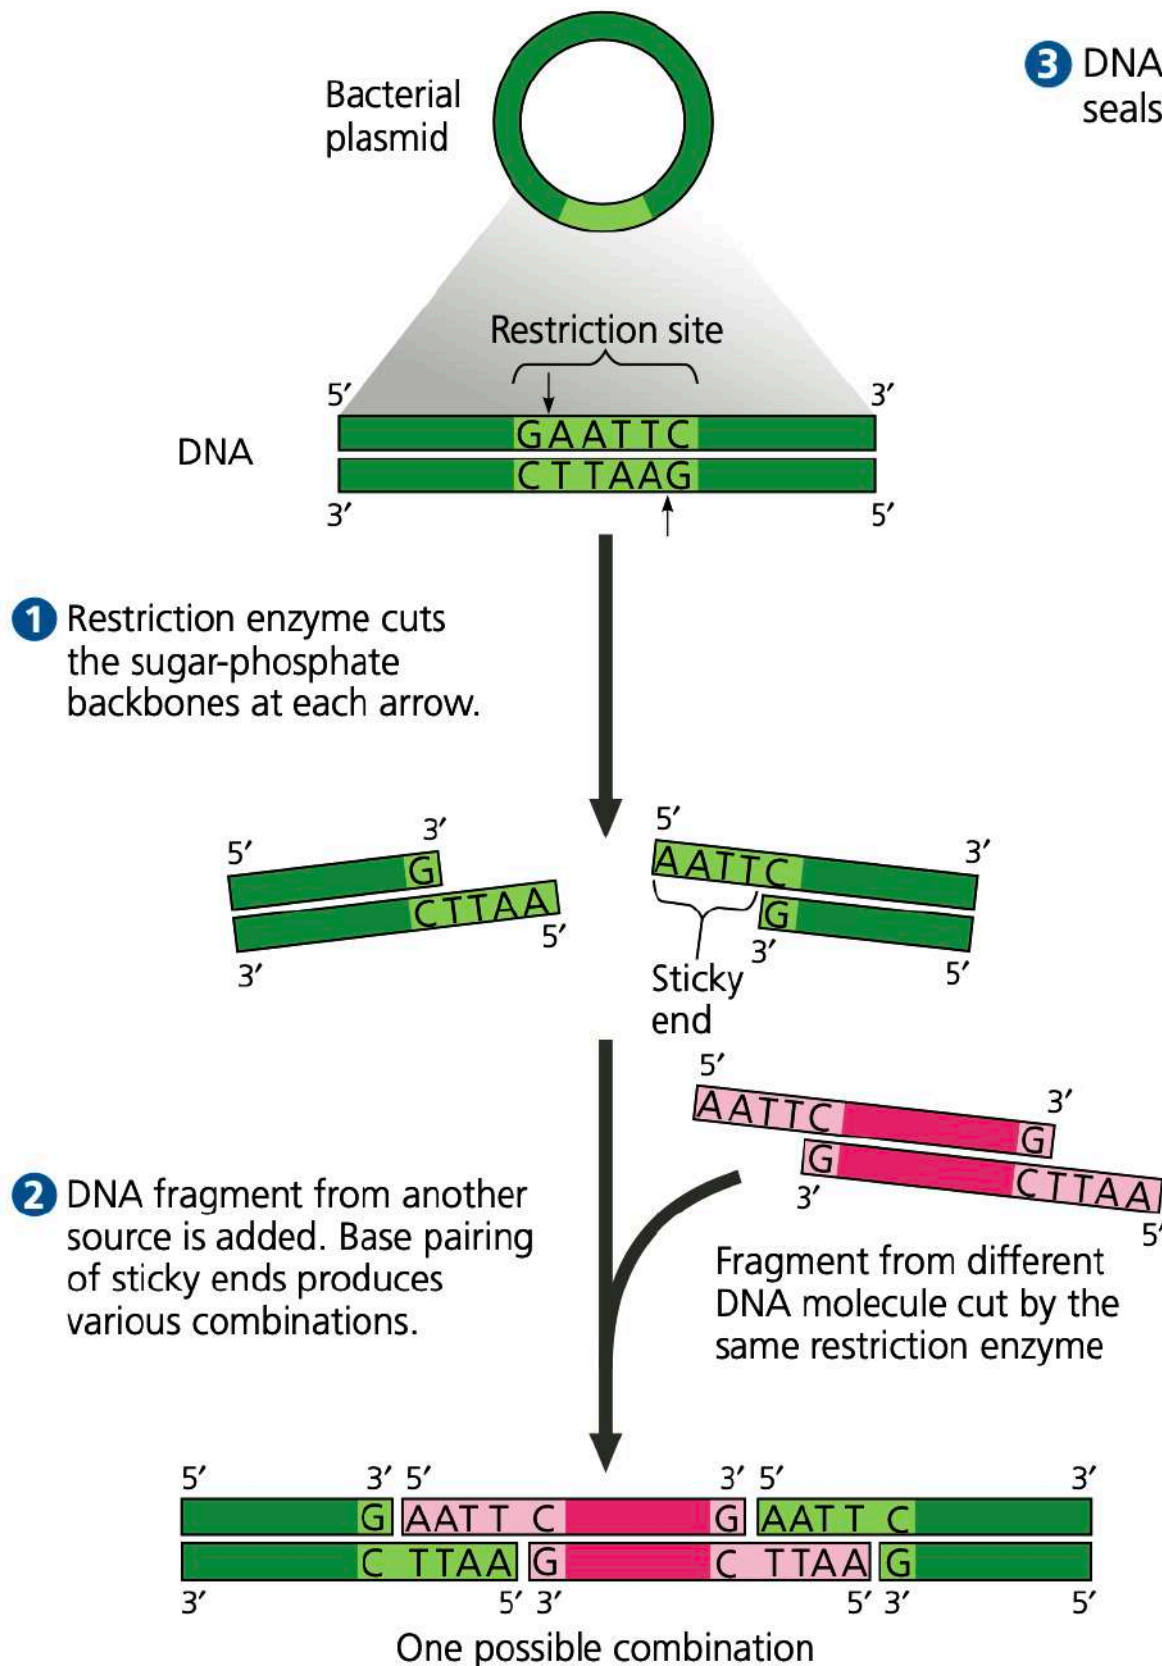 Bacterial
plasmid
3 DNA
seals
Restriction site
5′ 3′
DNA
GAATTC
CTTAAG
3′ 5′
1 Restriction enzyme cuts
the sugar-phosphate
backbones at each arrow.
5′ 3′ 5′ 3′
G AATTC
CTTAA G
3′ 5′ 3′ 5′
Sticky
end
5′ 3′
AATTC G
G CTTAA
3′ 5′
2 DNA fragment from another
source is added. Base pairing
of sticky ends produces
various combinations.
Fragment from different
DNA molecule cut by the
same restriction enzyme
5′ 3′ 5′ 3′ 5′ 3′
G AATT C G AATT C
C TTAA G C TTAA G
3′ 5′ 3′ 5′ 3′ 5′
One possible combination